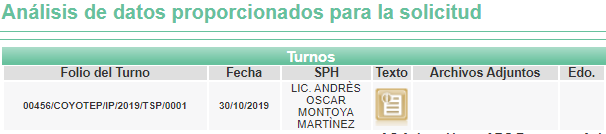 Análisis de datos proporcionados para la solicitud
Turnos
Folio del Turno Fecha SPH Texto Archivos Adjuntos Edo.
00456/COYOTEP/IP/2019/TSP/0001 30/10/2019 LIC. ANDRÈS
OSCAR
MONTOYA
MARTÍNEZ